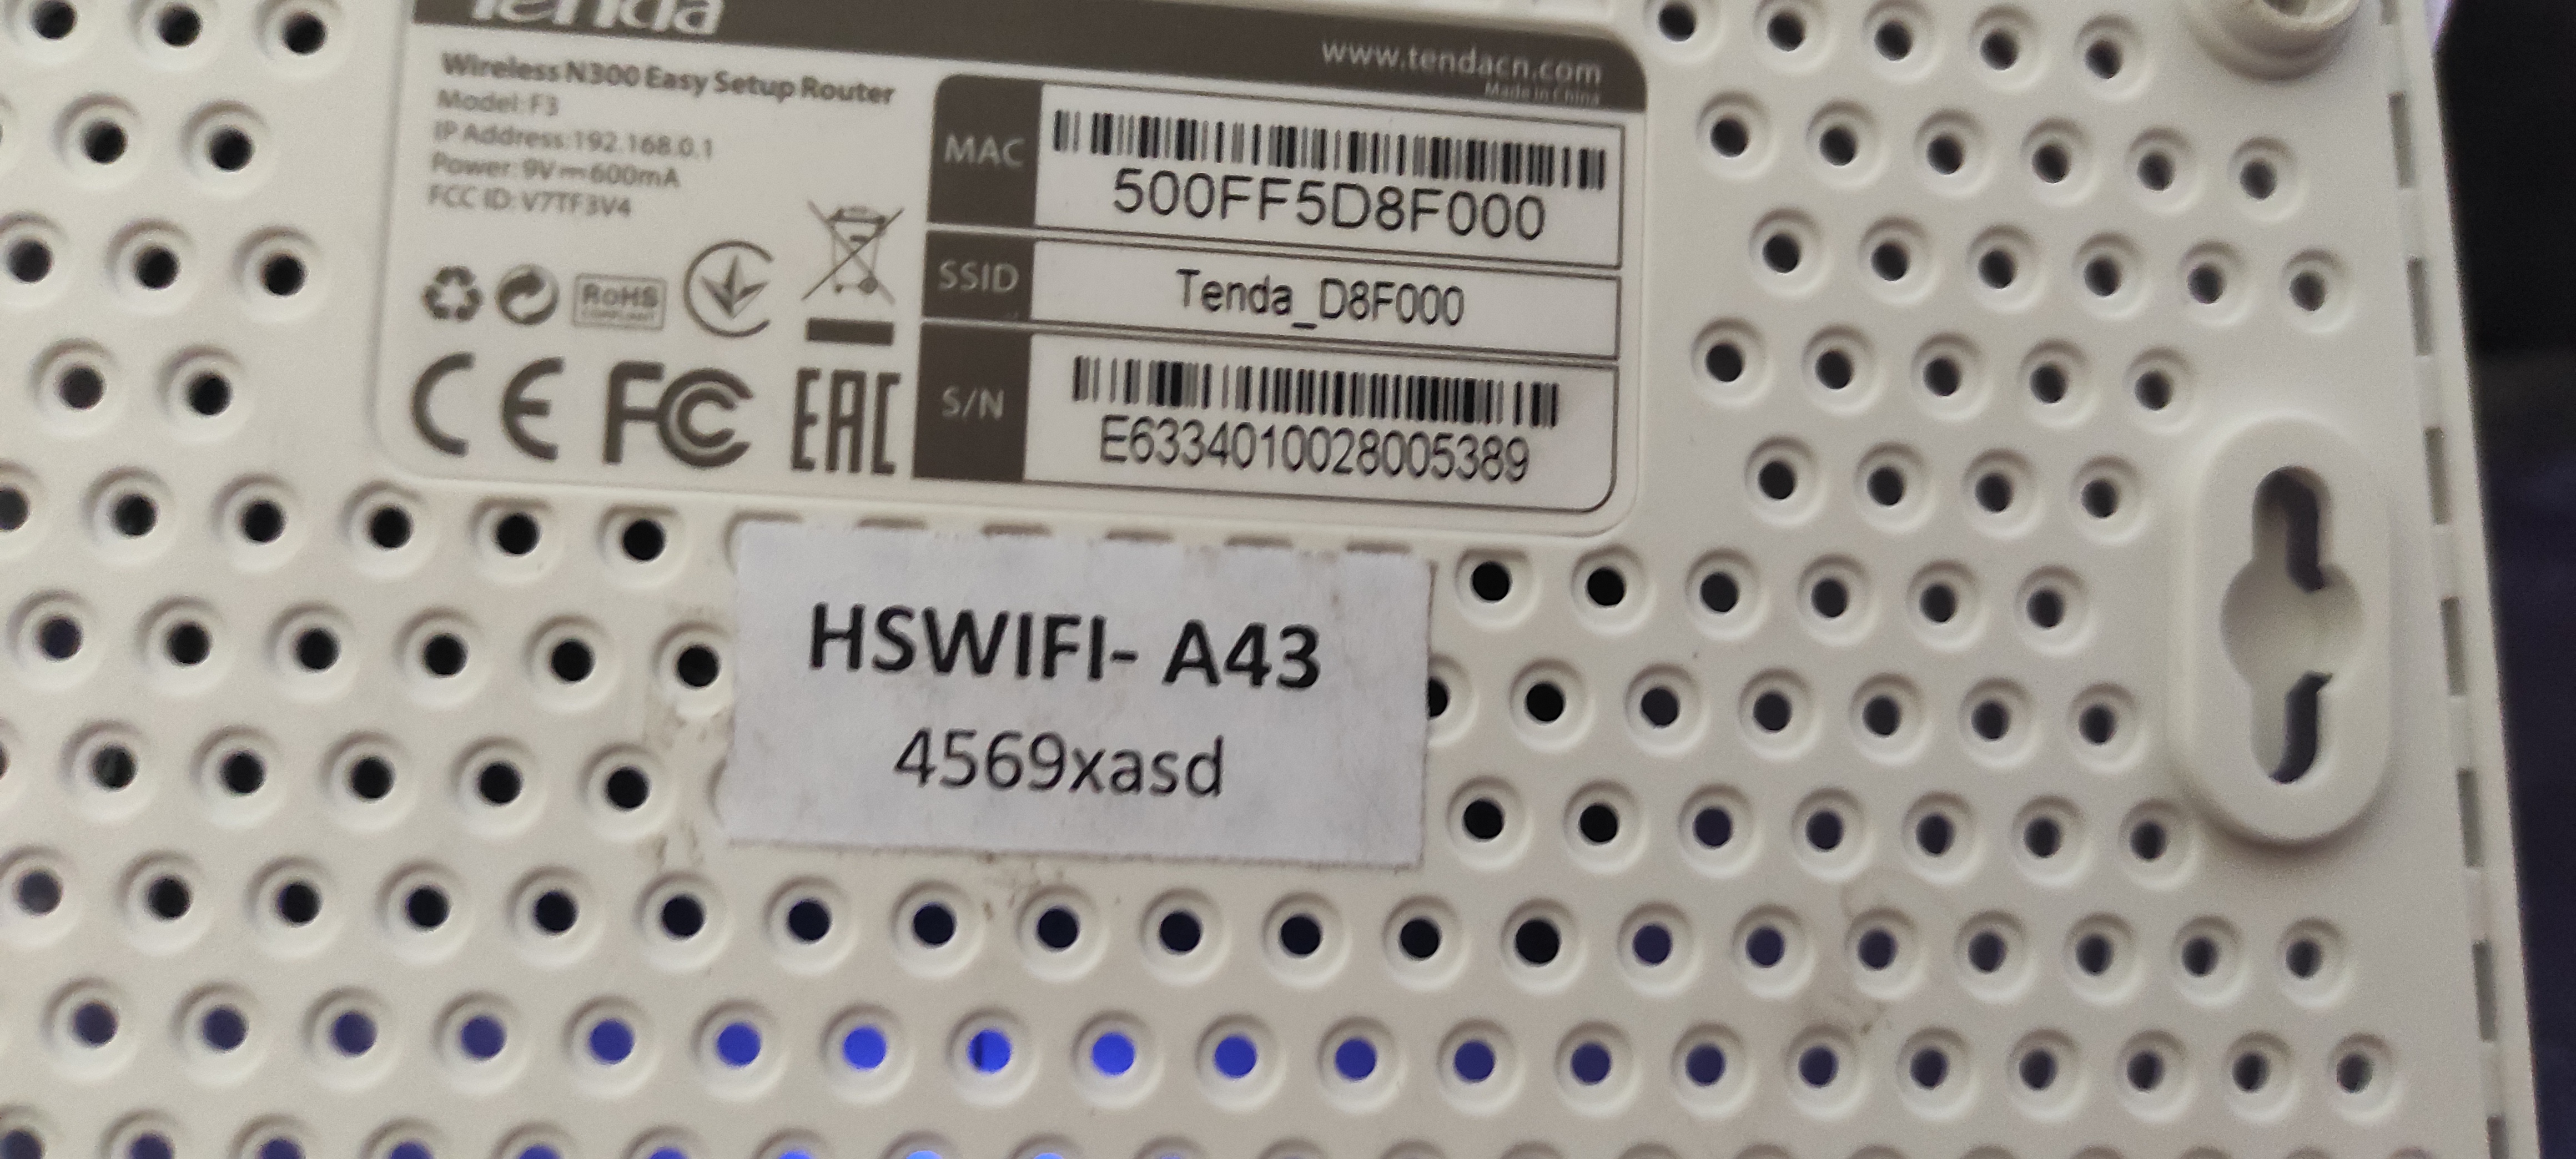 Tenda
www.tendacn.com
Made in China
Wireless N300 Easy Setup Router
Model: F3
IP Address:192.168.0.1
Power: 9V⎓600mA
FCC ID: V7TF3V4
RoHS
COMPLIANT
CE FC EAC
MAC
500FF5D8F000
SSID
Tenda_D8F000
S/N
E6334010028005389
HSWIFI- A43
4569xasd